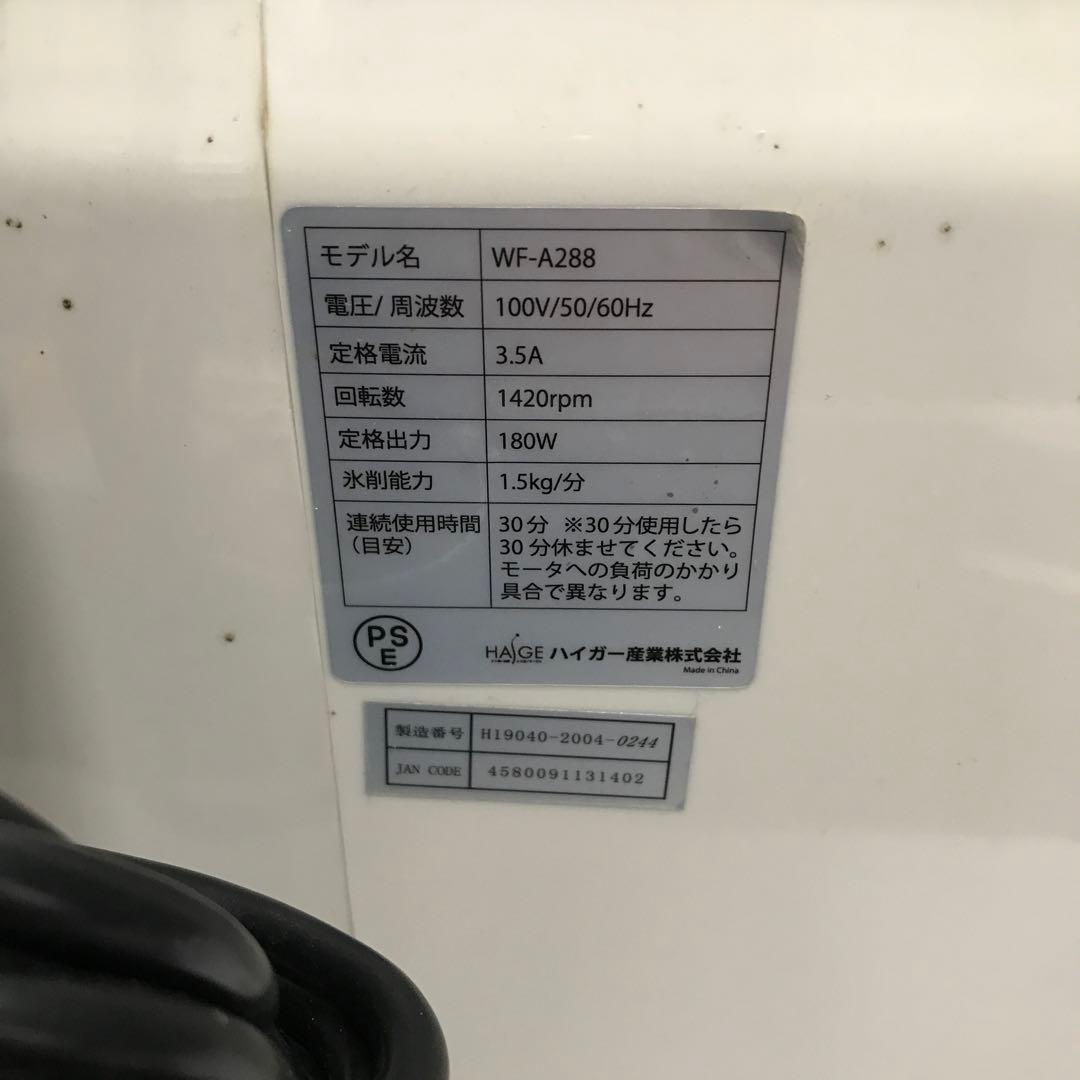 モデル名 WF-A288
電圧/周波数 100V/50/60Hz
定格電流 3.5A
回転数 1420rpm
定格出力 180W
氷削能力 1.5kg/分
連続使用時間 30分 ※30分使用したら
(目安) 30分休ませてください。
モータへの負荷のかかり
具合で異なります。
PS
E
HAIGE ハイガー産業株式会社
Made in China
製造番号 H19040-2004-0244
JAN CODE 4580091131402